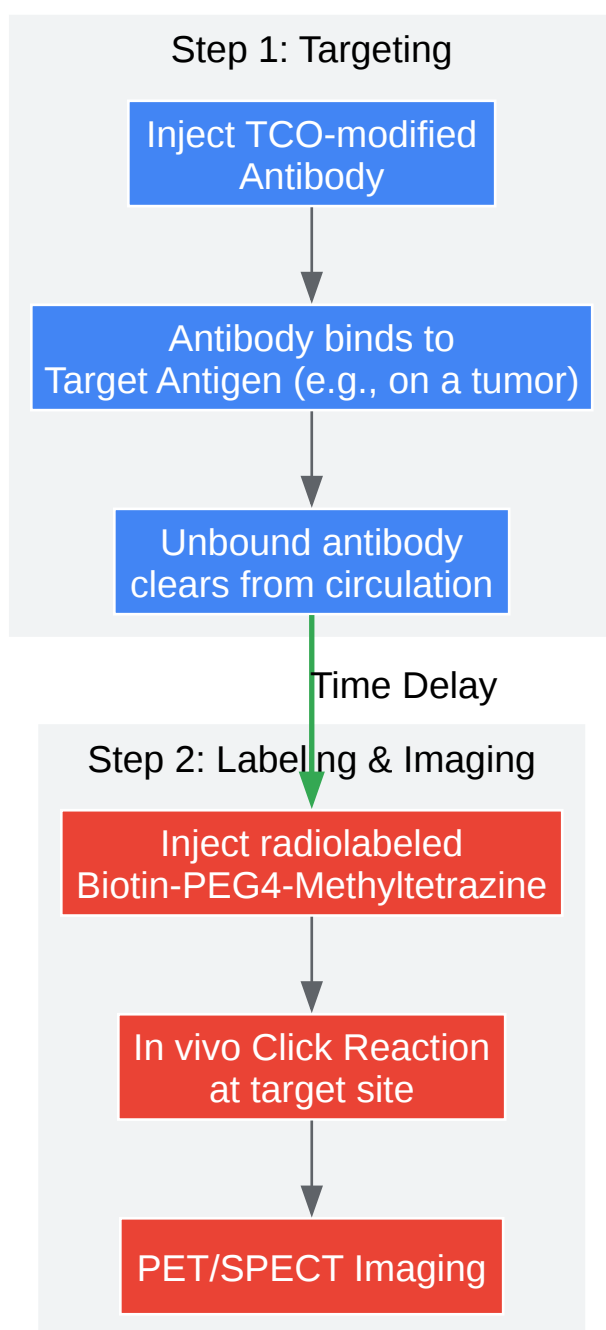 Step 1: Targeting
Inject TCO-modified
Antibody
Antibody binds to
Target Antigen (e.g., on a tumor)
Unbound antibody
clears from circulation
Time Delay
Step 2: Labeling & Imaging
Inject radiolabeled
Biotin-PEG4-Methyltetrazine
In vivo Click Reaction
at target site
PET/SPECT Imaging